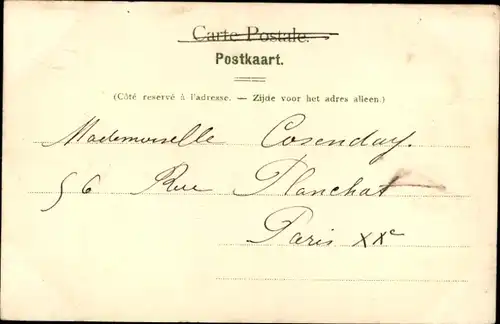 Carte Postale.
Postkaart.
(Côté reservé à l'adresse. — Zijde voor het adres alleen.)
Mademoiselle Cosenday.
56 Rue Planchat
Paris XXe